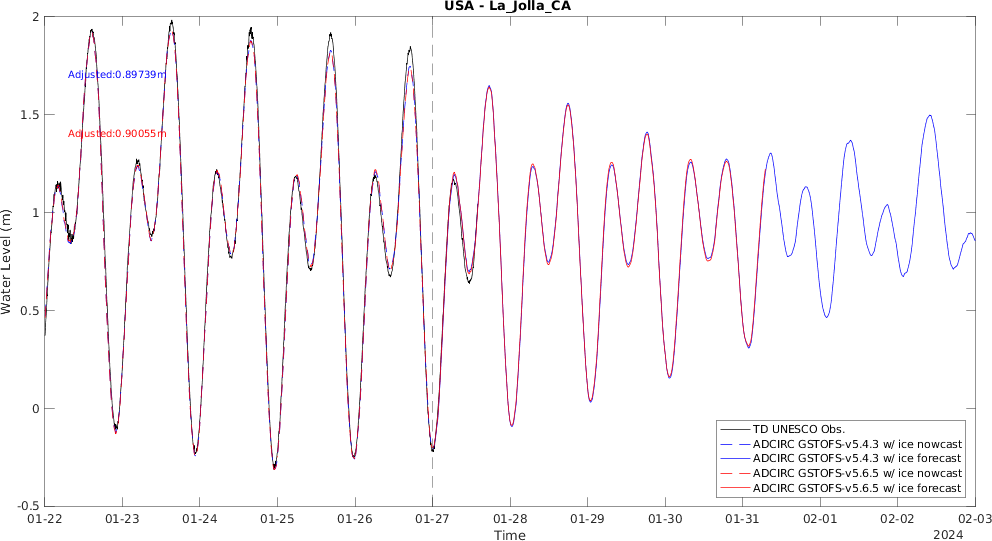 USA - La_Jolla_CA
Water Level (m)
2
1.5
1
0.5
0
-0.5
Adjusted:0.89739m
Adjusted:0.90055m
TD UNESCO Obs.
ADCIRC GSTOFS-v5.4.3 w/ ice nowcast
ADCIRC GSTOFS-v5.4.3 w/ ice forecast
ADCIRC GSTOFS-v5.6.5 w/ ice nowcast
ADCIRC GSTOFS-v5.6.5 w/ ice forecast
01-22 01-23 01-24 01-25 01-26 01-27 01-28 01-29 01-30 01-31 02-01 02-02 02-03
Time
2024